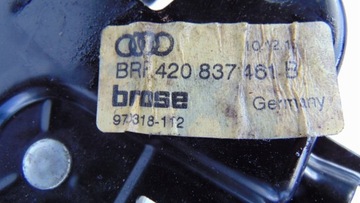 10.12.1
BRF 420 837 461 B
brose
Germany
97318-112